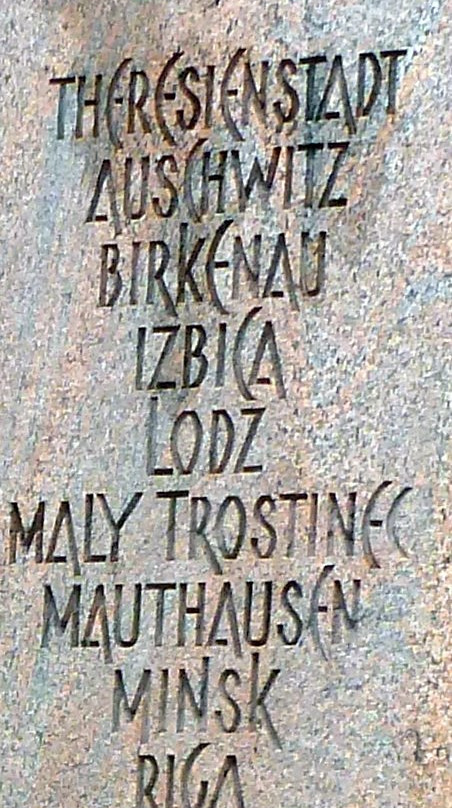 THERESIENSTADT
AUSCHWITZ
BIRKENAU
IZBICA
LODZ
MALY TROSTINEC
MAUTHAUSEN
MINSK
RIGA